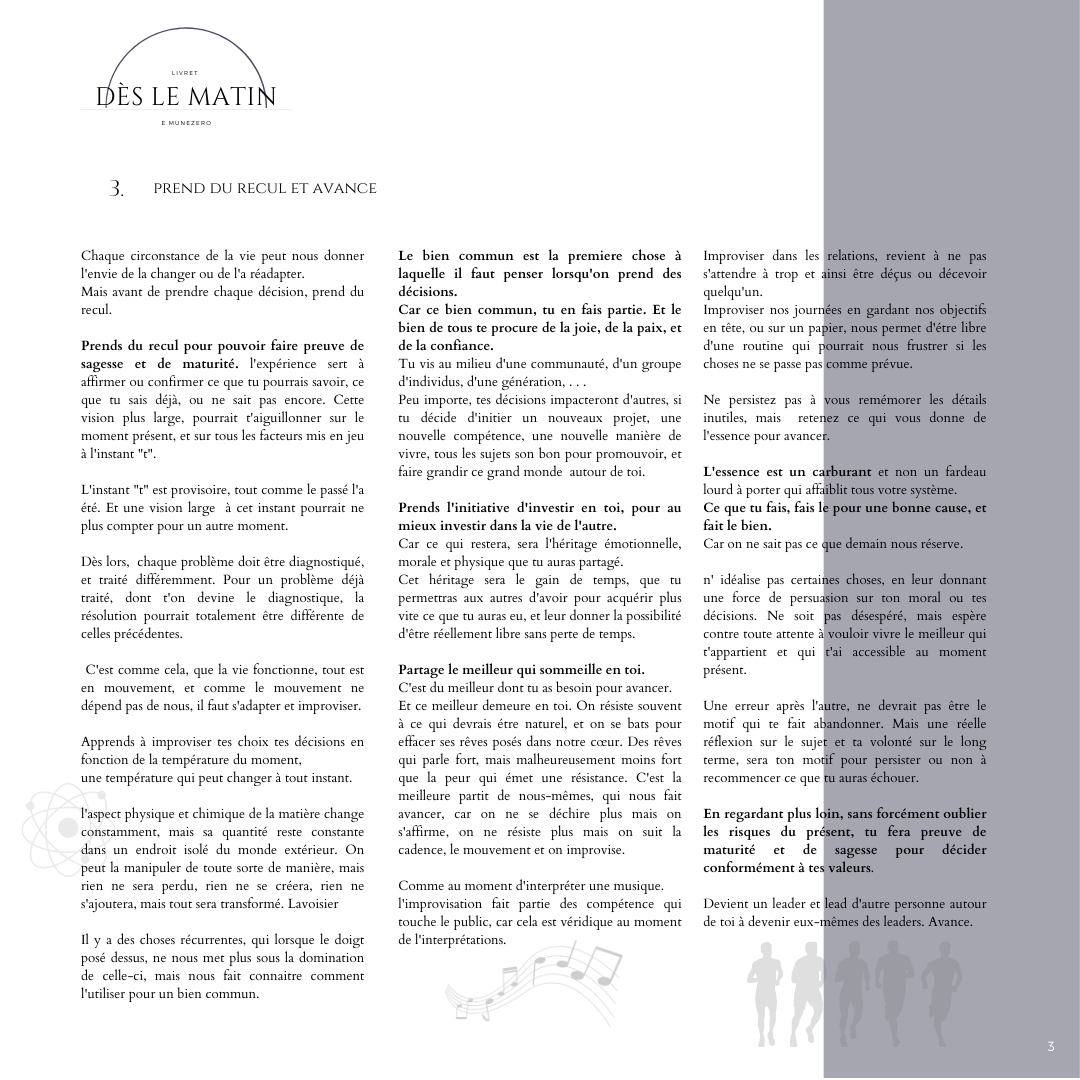 LIVRET
DÈS LE MATIN
E.MUNEZERO
3. PREND DU RECUL ET AVANCE
Chaque circonstance de la vie peut nous donner
l'envie de la changer ou de l'a réadapter.
Mais avant de prendre chaque décision, prend du
recul.
Prends du recul pour pouvoir faire preuve de
sagesse et de maturité. l'expérience sert à
affirmer ou confirmer ce que tu pourrais savoir, ce
que tu sais déjà, ou ne sait pas encore. Cette
vision plus large, pourrait t'aiguillonner sur le
moment présent, et sur tous les facteurs mis en jeu
à l'instant "t".
L'instant "t" est provisoire, tout comme le passé l'a
été. Et une vision large à cet instant pourrait ne
plus compter pour un autre moment.
Dès lors, chaque problème doit être diagnostiqué,
et traité différemment. Pour un problème déjà
traité, dont t'on devine le diagnostique, la
résolution pourrait totalement être différente de
celles précédentes.
C'est comme cela, que la vie fonctionne, tout est
en mouvement, et comme le mouvement ne
dépend pas de nous, il faut s'adapter et improviser.
Apprends à improviser tes choix tes décisions en
fonction de la température du moment,
une température qui peut changer à tout instant.
l'aspect physique et chimique de la matière change
constamment, mais sa quantité reste constante
dans un endroit isolé du monde extérieur. On
peut la manipuler de toute sorte de manière, mais
rien ne sera perdu, rien ne se créera, rien ne
s'ajoutera, mais tout sera transformé. Lavoisier
Il y a des choses récurrentes, qui lorsque le doigt
posé dessus, ne nous met plus sous la domination
de celle-ci, mais nous fait connaitre comment
l'utiliser pour un bien commun.
Le bien commun est la premiere chose à
laquelle il faut penser lorsqu'on prend des
décisions.
Car ce bien commun, tu en fais partie. Et le
bien de tous te procure de la joie, de la paix, et
de la confiance.
Tu vis au milieu d'une communauté, d'un groupe
d'individus, d'une génération, . . .
Peu importe, tes décisions impacteront d'autres, si
tu décide d'initier un nouveaux projet, une
nouvelle compétence, une nouvelle manière de
vivre, tous les sujets son bon pour promouvoir, et
faire grandir ce grand monde autour de toi.
Prends l'initiative d'investir en toi, pour au
mieux investir dans la vie de l'autre.
Car ce qui restera, sera l'héritage émotionnelle,
morale et physique que tu auras partagé.
Cet héritage sera le gain de temps, que tu
permettras aux autres d'avoir pour acquérir plus
vite ce que tu auras eu, et leur donner la possibilité
d'être réellement libre sans perte de temps.
Partage le meilleur qui sommeille en toi.
C'est du meilleur dont tu as besoin pour avancer.
Et ce meilleur demeure en toi. On résiste souvent
à ce qui devrais étre naturel, et on se bats pour
effacer ses rêves posés dans notre cœur. Des rêves
qui parle fort, mais malheureusement moins fort
que la peur qui émet une résistance. C'est la
meilleure partit de nous-mêmes, qui nous fait
avancer, car on ne se déchire plus mais on
s'affirme, on ne résiste plus mais on suit la
cadence, le mouvement et on improvise.
Comme au moment d'interpréter une musique.
l'improvisation fait partie des compétence qui
touche le public, car cela est véridique au moment
de l'interprétations.
Improviser dans les relations, revient à ne pas
s'attendre à trop et ainsi être déçus ou décevoir
quelqu'un.
Improviser nos journées en gardant nos objectifs
en tête, ou sur un papier, nous permet d'étre libre
d'une routine qui pourrait nous frustrer si les
choses ne se passe pas comme prévue.
Ne persistez pas à vous remémorer les détails
inutiles, mais retenez ce qui vous donne de
l'essence pour avancer.
L'essence est un carburant et non un fardeau
lourd à porter qui affaiblit tous votre système.
Ce que tu fais, fais le pour une bonne cause, et
fait le bien.
Car on ne sait pas ce que demain nous réserve.
n' idéalise pas certaines choses, en leur donnant
une force de persuasion sur ton moral ou tes
décisions. Ne soit pas désespéré, mais espère
contre toute attente à vouloir vivre le meilleur qui
t'appartient et qui t'ai accessible au moment
présent.
Une erreur après l'autre, ne devrait pas être le
motif qui te fait abandonner. Mais une réelle
réflexion sur le sujet et ta volonté sur le long
terme, sera ton motif pour persister ou non à
recommencer ce que tu auras échouer.
En regardant plus loin, sans forcément oublier
les risques du présent, tu fera preuve de
maturité et de sagesse pour décider
conformément à tes valeurs.
Devient un leader et lead d'autre personne autour
de toi à devenir eux-mêmes des leaders. Avance.
3